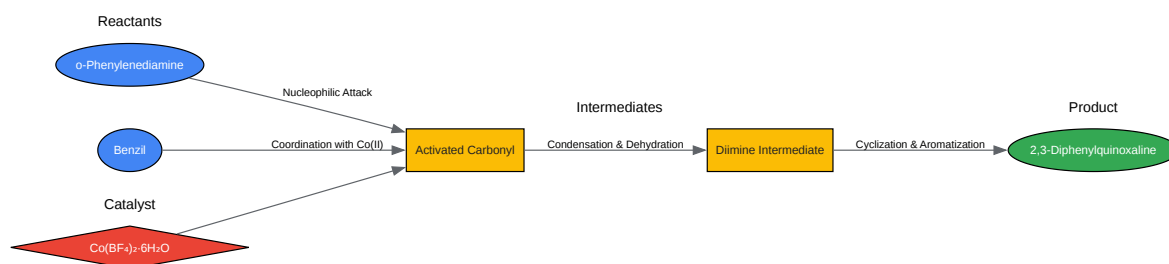 Reactants
o-Phenylenediamine
Nucleophilic Attack
Intermediates
Product
Benzil
Coordination with Co(II)
Activated Carbonyl
Condensation & Dehydration
Diimine Intermediate
Cyclization & Aromatization
2,3-Diphenylquinoxaline
Catalyst
Co(BF₄)₂·6H₂O